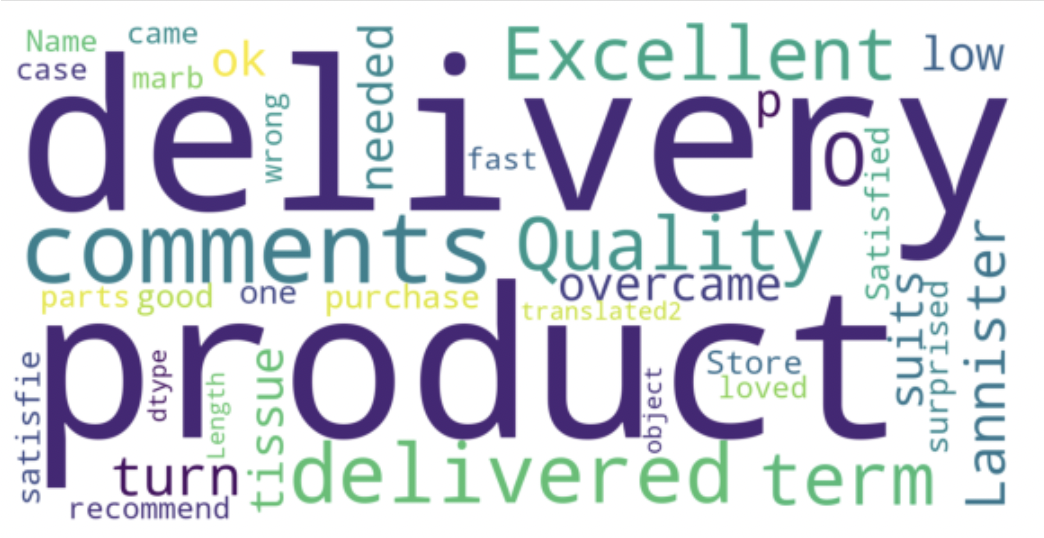 Name
came
case
marb
ok
needed
Excellent
low
delivery
wrong
fast
p
O
Satisfied
comments
Quality
overcame
Lannister
parts
good
one
purchase
translated2
product
suits
surprised
satisfie
dtype
Length
tissue
object
Store
loved
turn
delivered
term
recommend